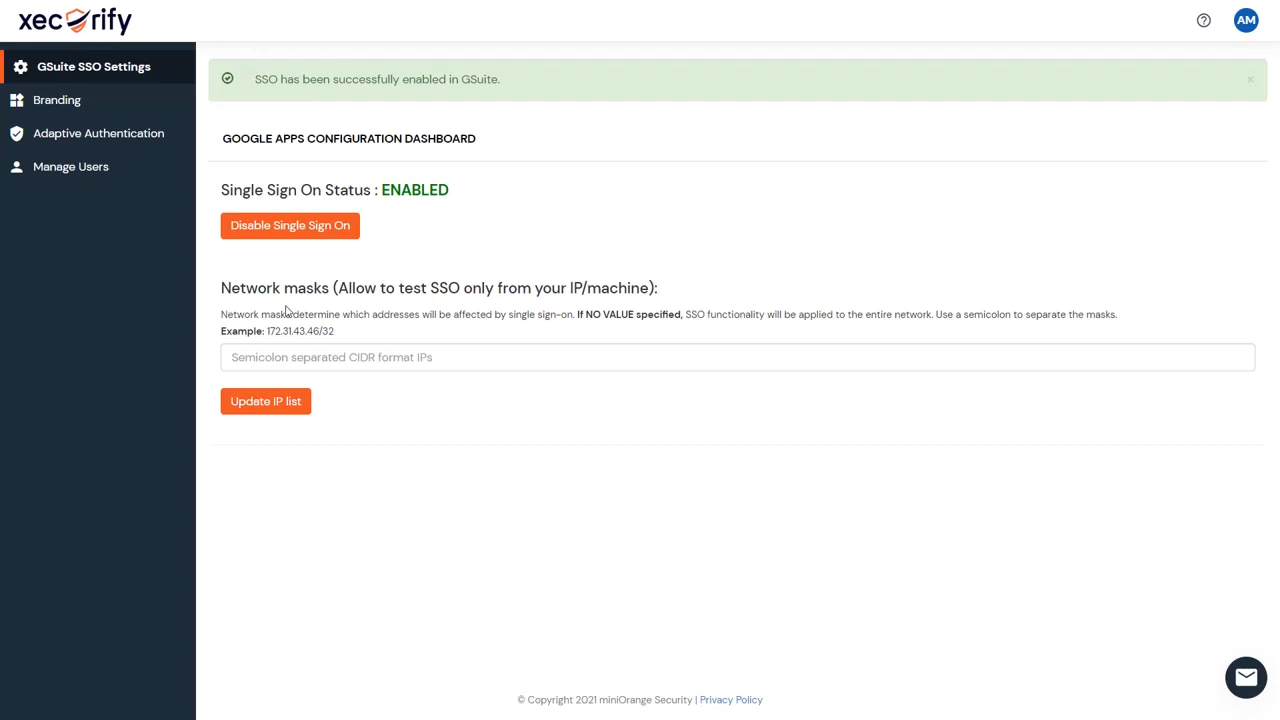 xecurify
AM
GSuite SSO Settings
Branding
Adaptive Authentication
Manage Users
SSO has been successfully enabled in GSuite.
×
GOOGLE APPS CONFIGURATION DASHBOARD
Single Sign On Status : ENABLED
Disable Single Sign On
Network masks (Allow to test SSO only from your IP/machine):
Network masks determine which addresses will be affected by single sign-on. If NO VALUE specified, SSO functionality will be applied to the entire network. Use a semicolon to separate the masks.
Example: 172.31.43.46/32
Semicolon separated CIDR format IPs
Update IP list
© Copyright 2021 miniOrange Security | Privacy Policy